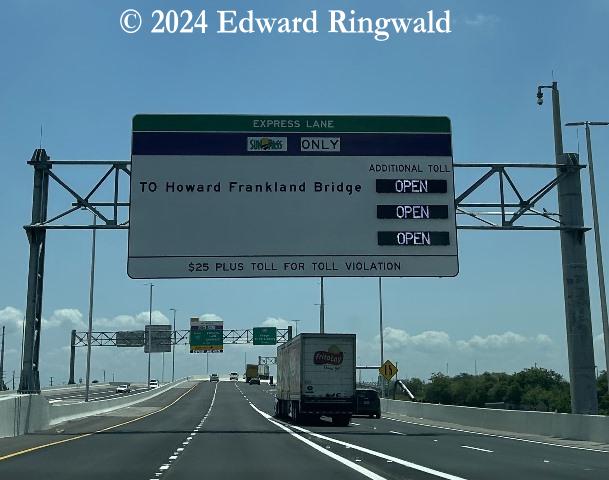 © 2024 Edward Ringwald
EXPRESS LANE
SUNPASS ONLY
ADDITIONAL TOLL
TO Howard Frankland Bridge OPEN
OPEN
OPEN
$25 PLUS TOLL FOR TOLL VIOLATION
FritoLay